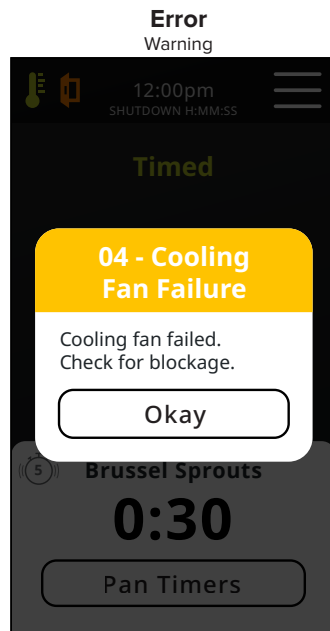 Error
Warning
12:00pm
SHUTDOWN H:MM:SS
Timed
04 - Cooling
Fan Failure
Cooling fan failed.
Check for blockage.
Okay
5
Brussel Sprouts
0:30
Pan Timers